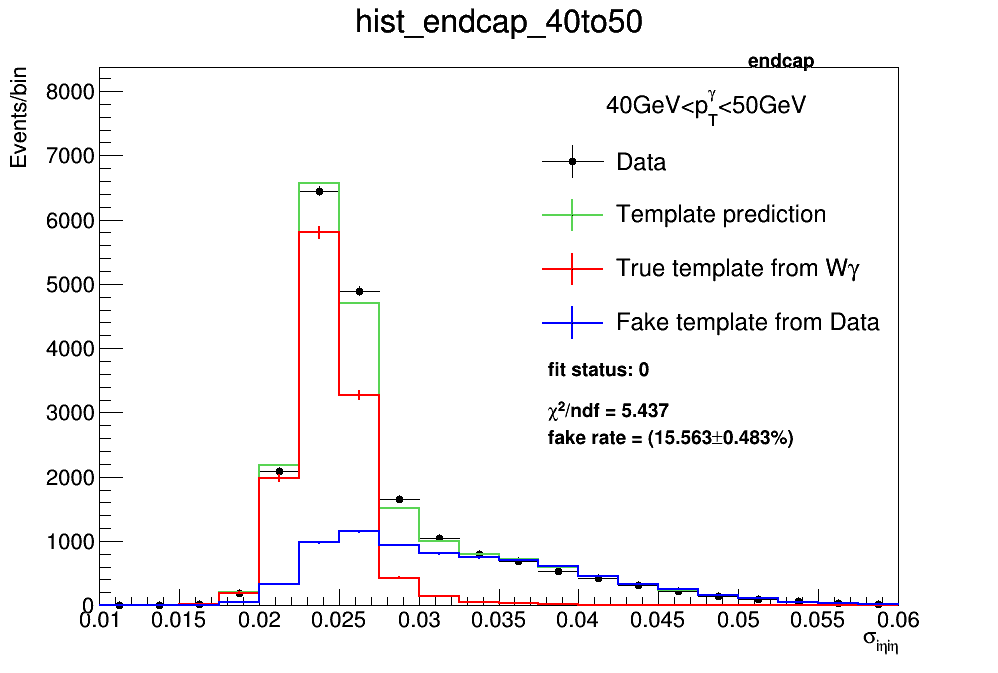 hist_endcap_40to50
endcap
Events/bin
40GeV<p_T^γ<50GeV
Data
Template prediction
True template from Wγ
Fake template from Data
fit status: 0
χ²/ndf = 5.437
fake rate = (15.563±0.483%)
8000
7000
6000
5000
4000
3000
2000
1000
0
0.01 0.015 0.02 0.025 0.03 0.035 0.04 0.045 0.05 0.055 0.06
σ_iηiη